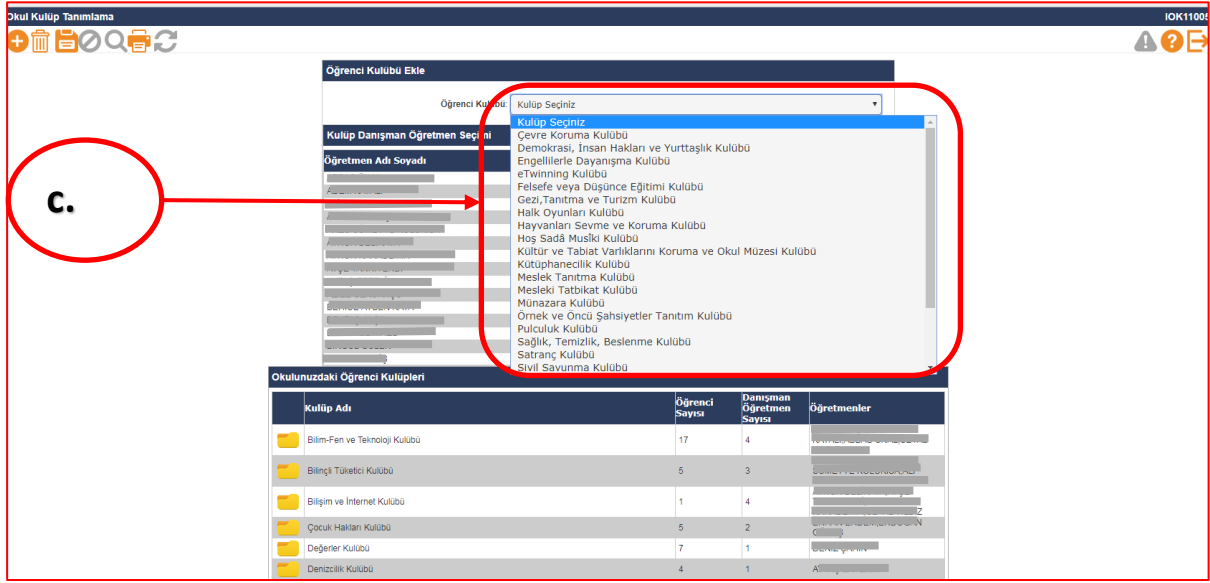 Okul Kulüp Tanımlama
IOK11005
Öğrenci Kulübü Ekle
Öğrenci Kulübü: Kulüp Seçiniz
Kulüp Danışman Öğretmen Seçimi
Öğretmen Adı Soyadı
c.
Kulüp Seçiniz
Çevre Koruma Kulübü
Demokrasi, İnsan Hakları ve Yurttaşlık Kulübü
Engellilerle Dayanışma Kulübü
eTwinning Kulübü
Felsefe veya Düşünce Eğitimi Kulübü
Gezi,Tanıtma ve Turizm Kulübü
Halk Oyunları Kulübü
Hayvanları Sevme ve Koruma Kulübü
Hoş Sadâ Musîki Kulübü
Kültür ve Tabiat Varlıklarını Koruma ve Okul Müzesi Kulübü
Kütüphanecilik Kulübü
Meslek Tanıtma Kulübü
Mesleki Tatbikat Kulübü
Münazara Kulübü
Örnek ve Öncü Şahsiyetler Tanıtım Kulübü
Pulculuk Kulübü
Sağlık, Temizlik, Beslenme Kulübü
Satranç Kulübü
Sivil Savunma Kulübü
Okulunuzdaki Öğrenci Kulüpleri
Kulüp Adı
Öğrenci Sayısı
Danışman Öğretmen Sayısı
Öğretmenler
Bilim-Fen ve Teknoloji Kulübü 17 4
Bilinçli Tüketici Kulübü 5 3
Bilişim ve İnternet Kulübü 1 4
Çocuk Hakları Kulübü 5 2
Değerler Kulübü 7 1
Denizcilik Kulübü 4 1